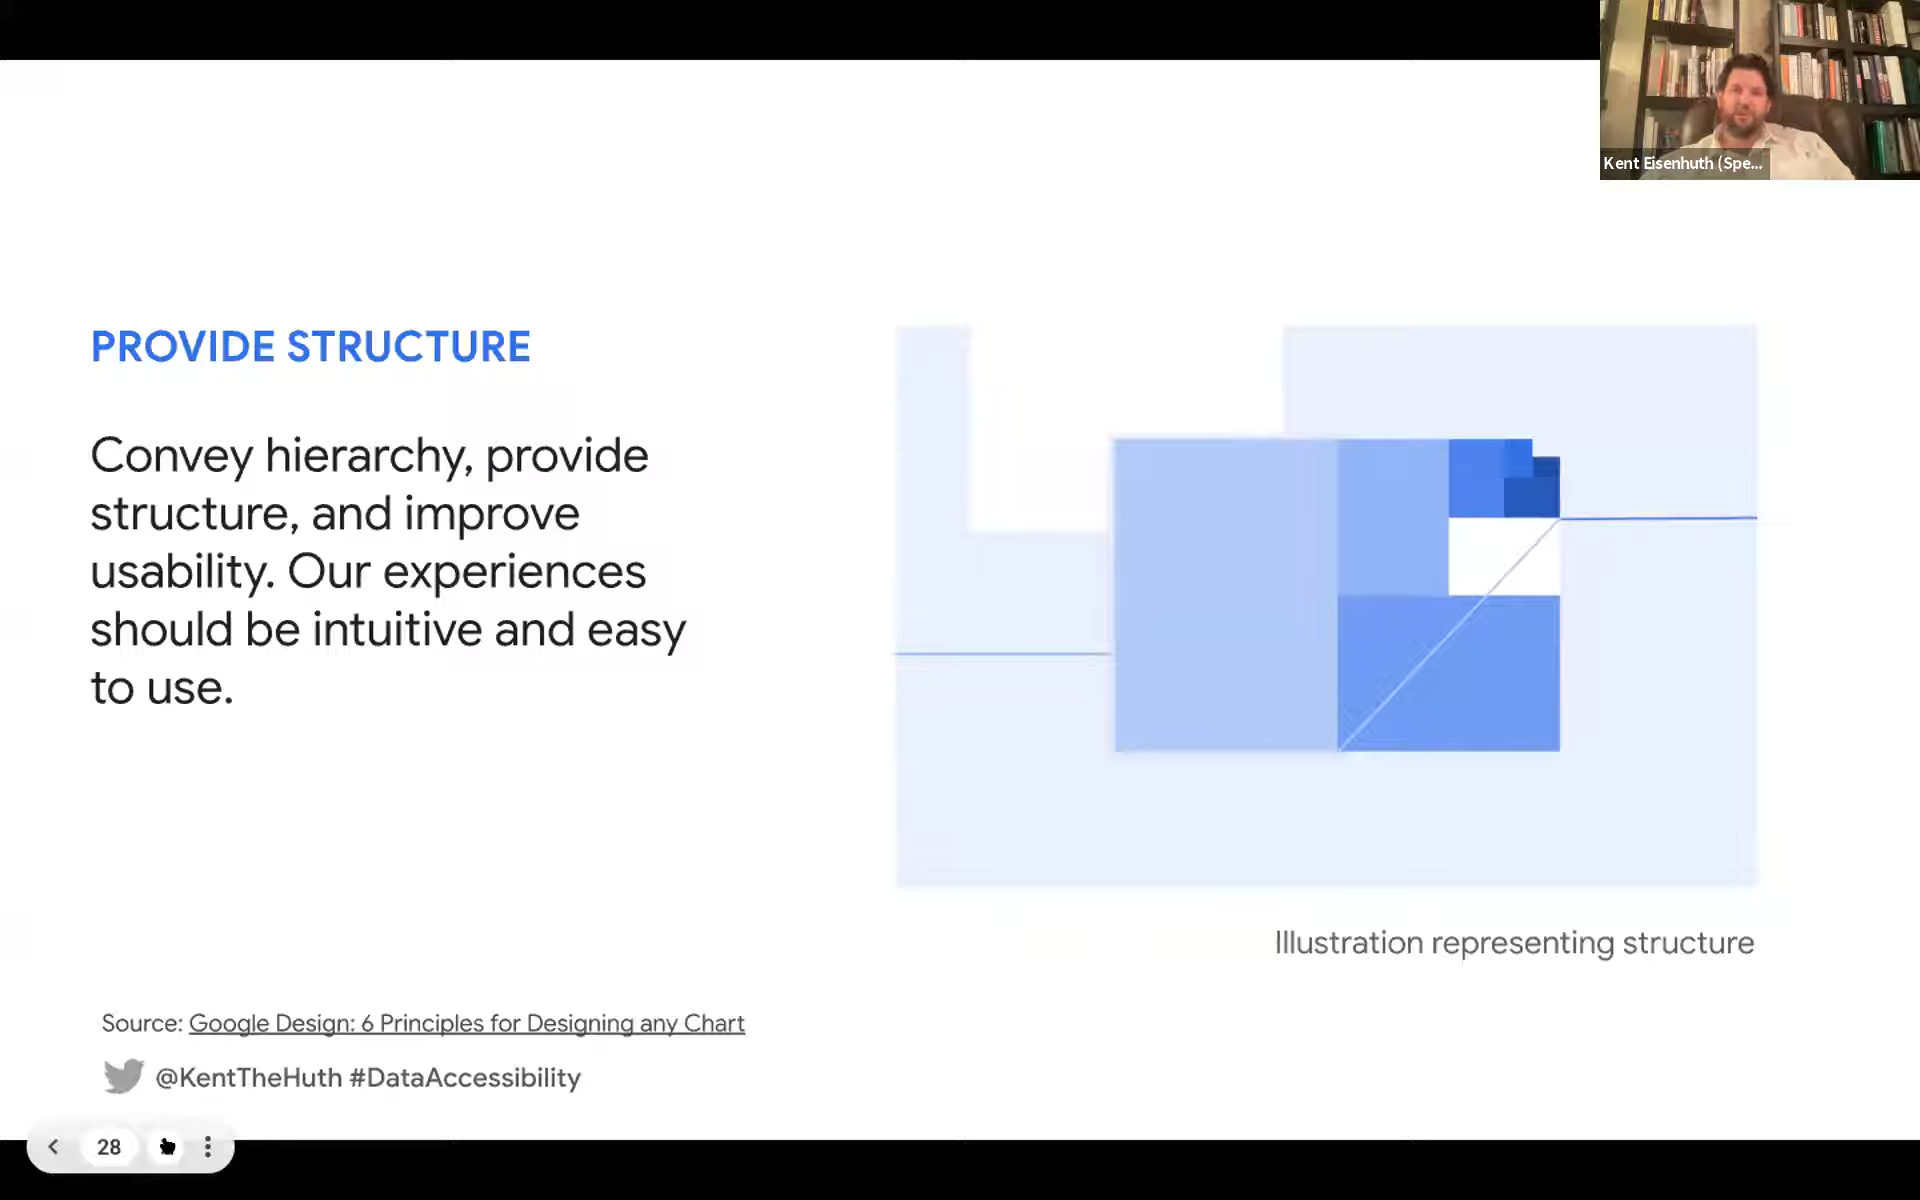 Kent Eisenhuth (Spe...
PROVIDE STRUCTURE
Convey hierarchy, provide
structure, and improve
usability. Our experiences
should be intuitive and easy
to use.
Illustration representing structure
Source: Google Design: 6 Principles for Designing any Chart
@KentTheHuth #DataAccessibility
28